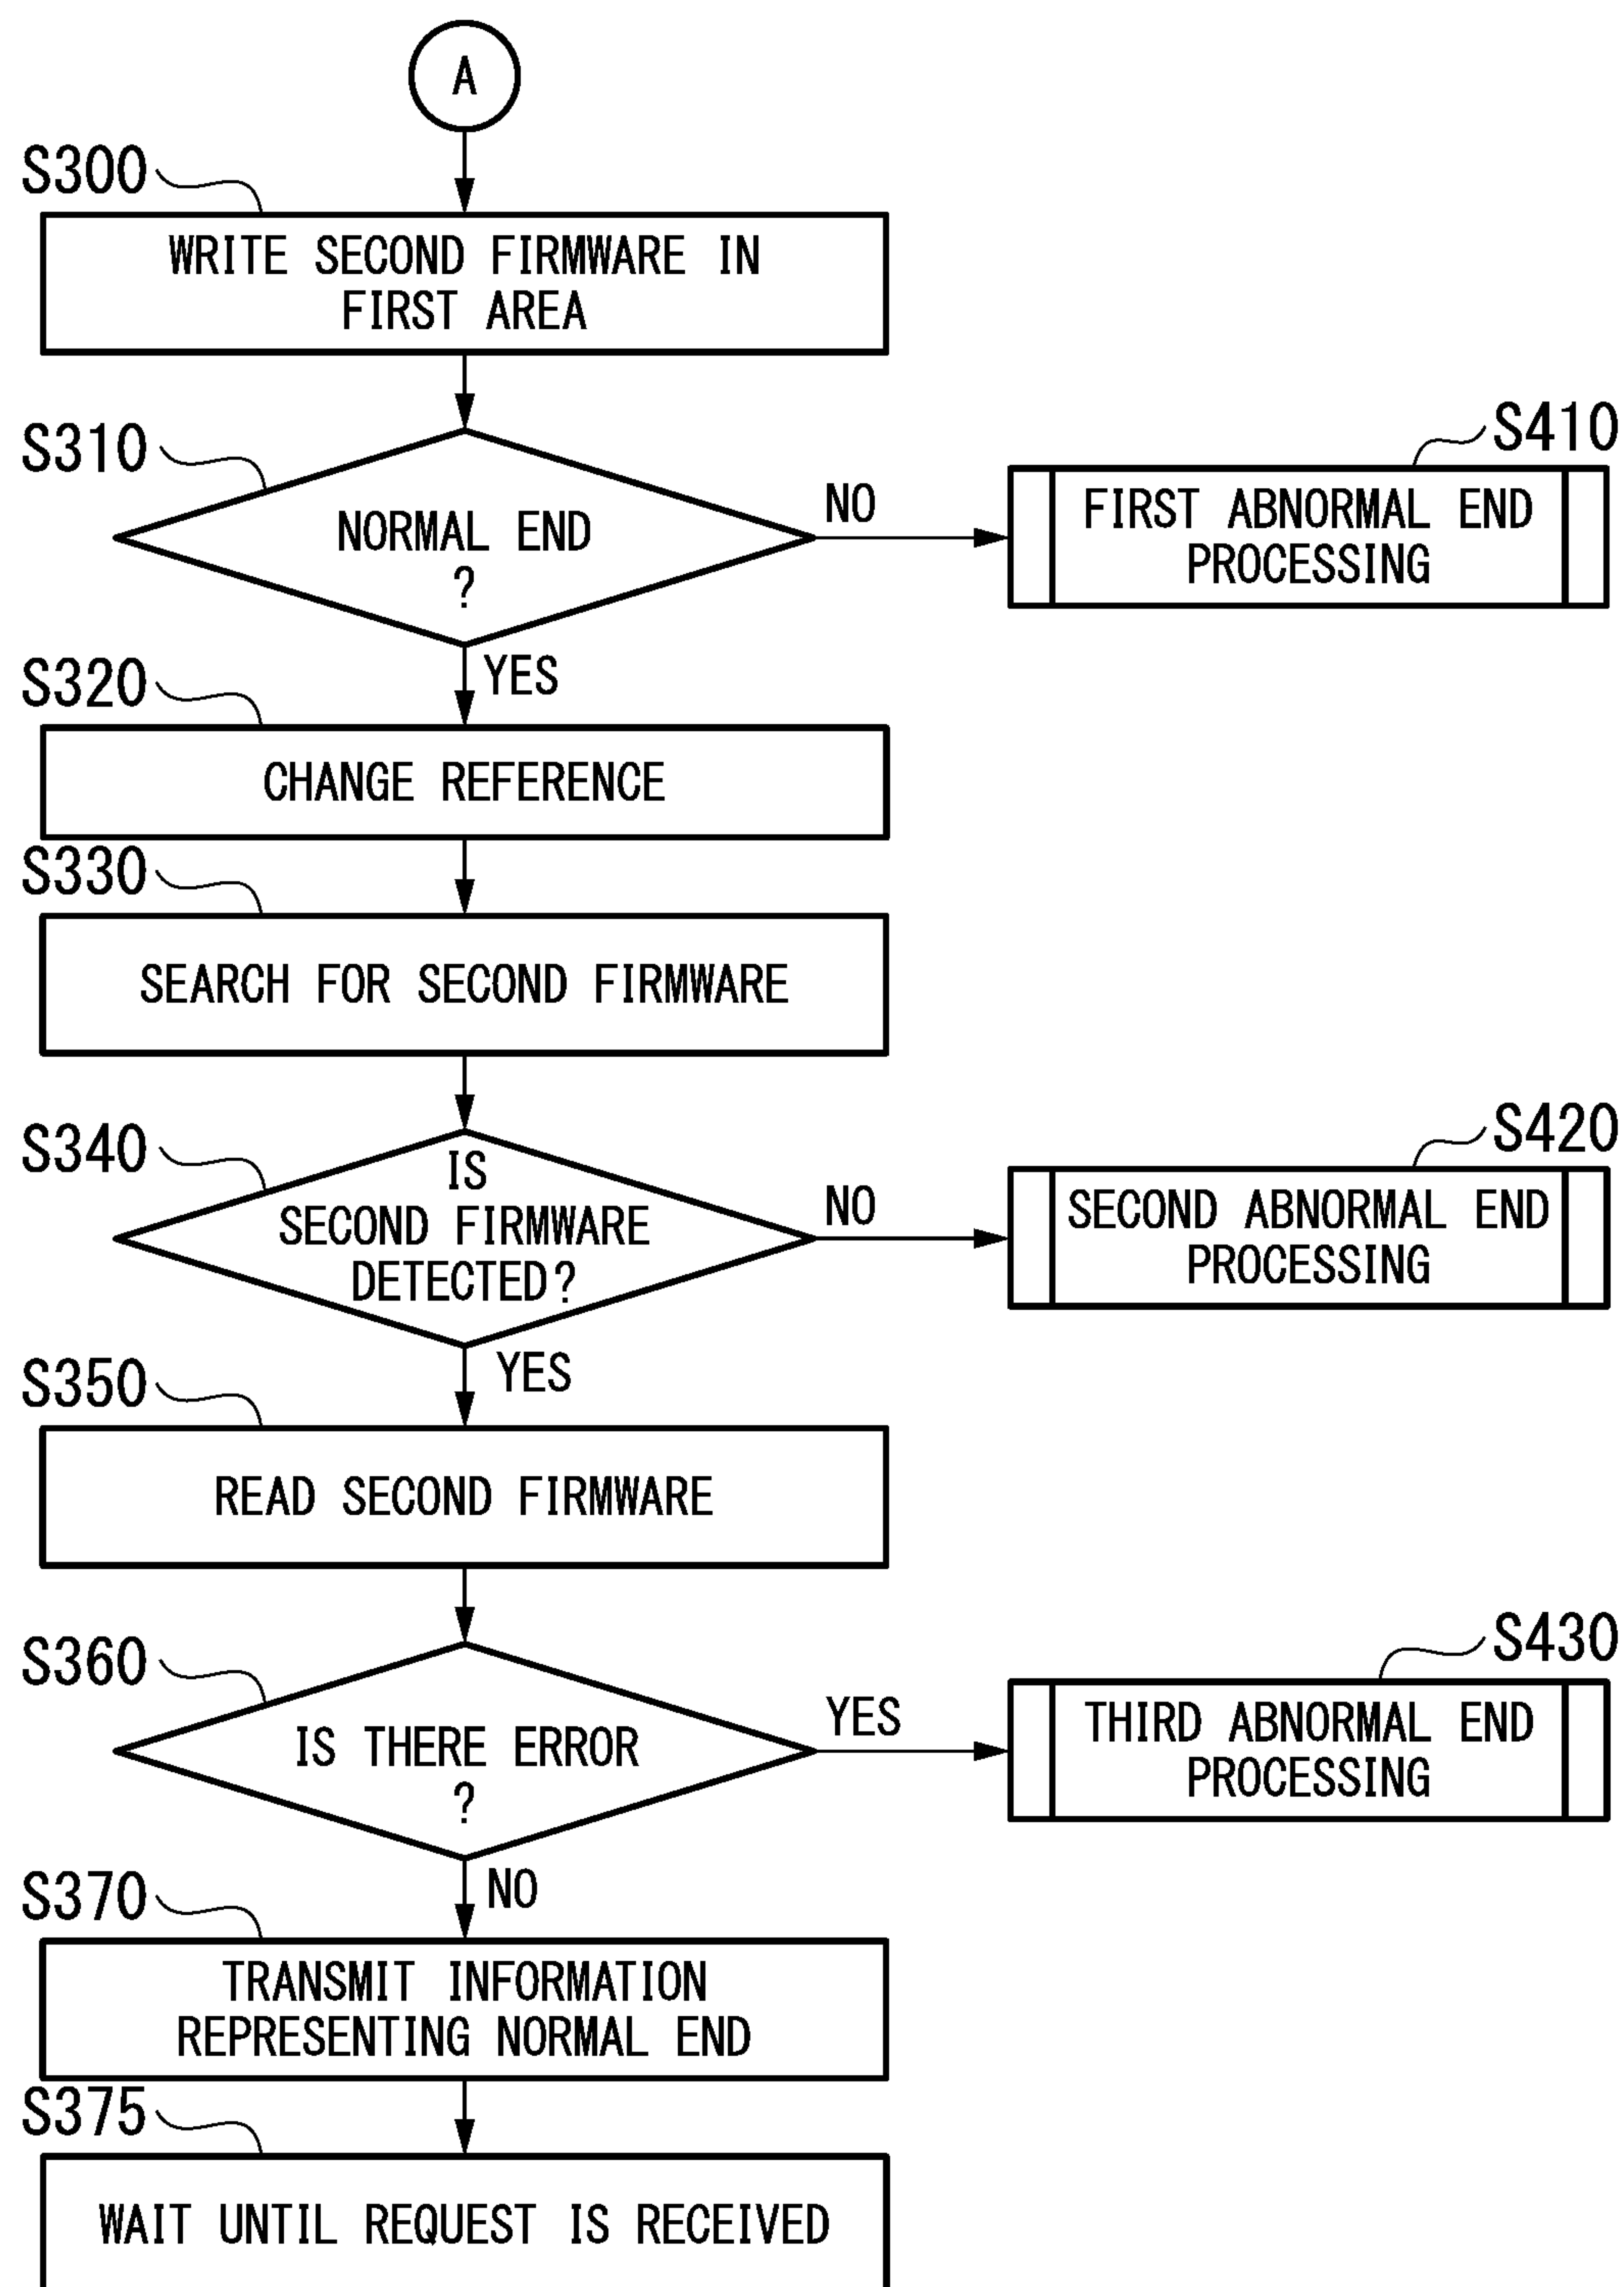 A
S300
WRITE SECOND FIRMWARE IN
FIRST AREA
S310
NORMAL END
?
NO
S410
FIRST ABNORMAL END
PROCESSING
YES
S320
CHANGE REFERENCE
S330
SEARCH FOR SECOND FIRMWARE
S340
IS
SECOND FIRMWARE
DETECTED?
NO
S420
SECOND ABNORMAL END
PROCESSING
YES
S350
READ SECOND FIRMWARE
S360
IS THERE ERROR
?
YES
S430
THIRD ABNORMAL END
PROCESSING
NO
S370
TRANSMIT INFORMATION
REPRESENTING NORMAL END
S375
WAIT UNTIL REQUEST IS RECEIVED